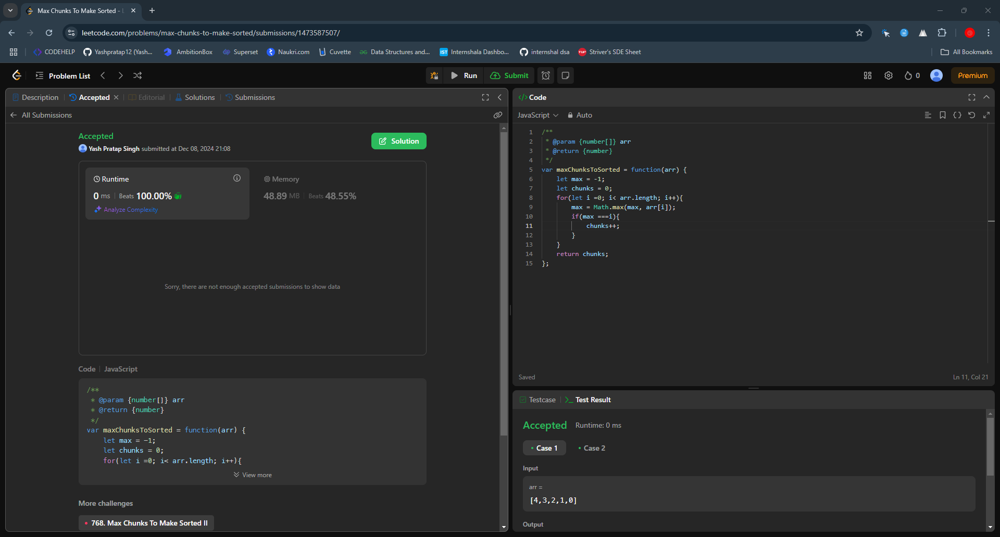 Max Chunks To Make Sorted - L
leetcode.com/problems/max-chunks-to-make-sorted/submissions/1473587507/
CODEHELP
Yashpratap12 (Yash...
AmbitionBox
Superset
Naukri.com
Cuvette
Data Structures and...
IST
Internshala Dashbo...
internshal dsa
TUF
Striver's SDE Sheet
All Bookmarks
Problem List
Run
Submit
0
Premium
Description
Accepted
Editorial
Solutions
Submissions
All Submissions
Accepted
Yash Pratap Singh submitted at Dec 08, 2024 21:08
Solution
Runtime
0 ms
Beats 100.00%
Analyze Complexity
Memory
48.89 MB
Beats 48.55%
Sorry, there are not enough accepted submissions to show data
Code
JavaScript
/**
* @param {number[]} arr
* @return {number}
*/
var maxChunksToSorted = function(arr) {
let max = -1;
let chunks = 0;
for(let i =0; i< arr.length; i++){
View more
More challenges
768. Max Chunks To Make Sorted II
</> Code
JavaScript
Auto
1 /**
2 * @param {number[]} arr
3 * @return {number}
4 */
5 var maxChunksToSorted = function(arr) {
6 let max = -1;
7 let chunks = 0;
8 for(let i =0; i< arr.length; i++){
9 max = Math.max(max, arr[i]);
10 if(max ===i){
11 chunks++;
12 }
13 }
14 return chunks;
15 };
Saved
Ln 11, Col 21
Testcase
Test Result
Accepted
Runtime: 0 ms
Case 1
Case 2
Input
arr =
[4,3,2,1,0]
Output